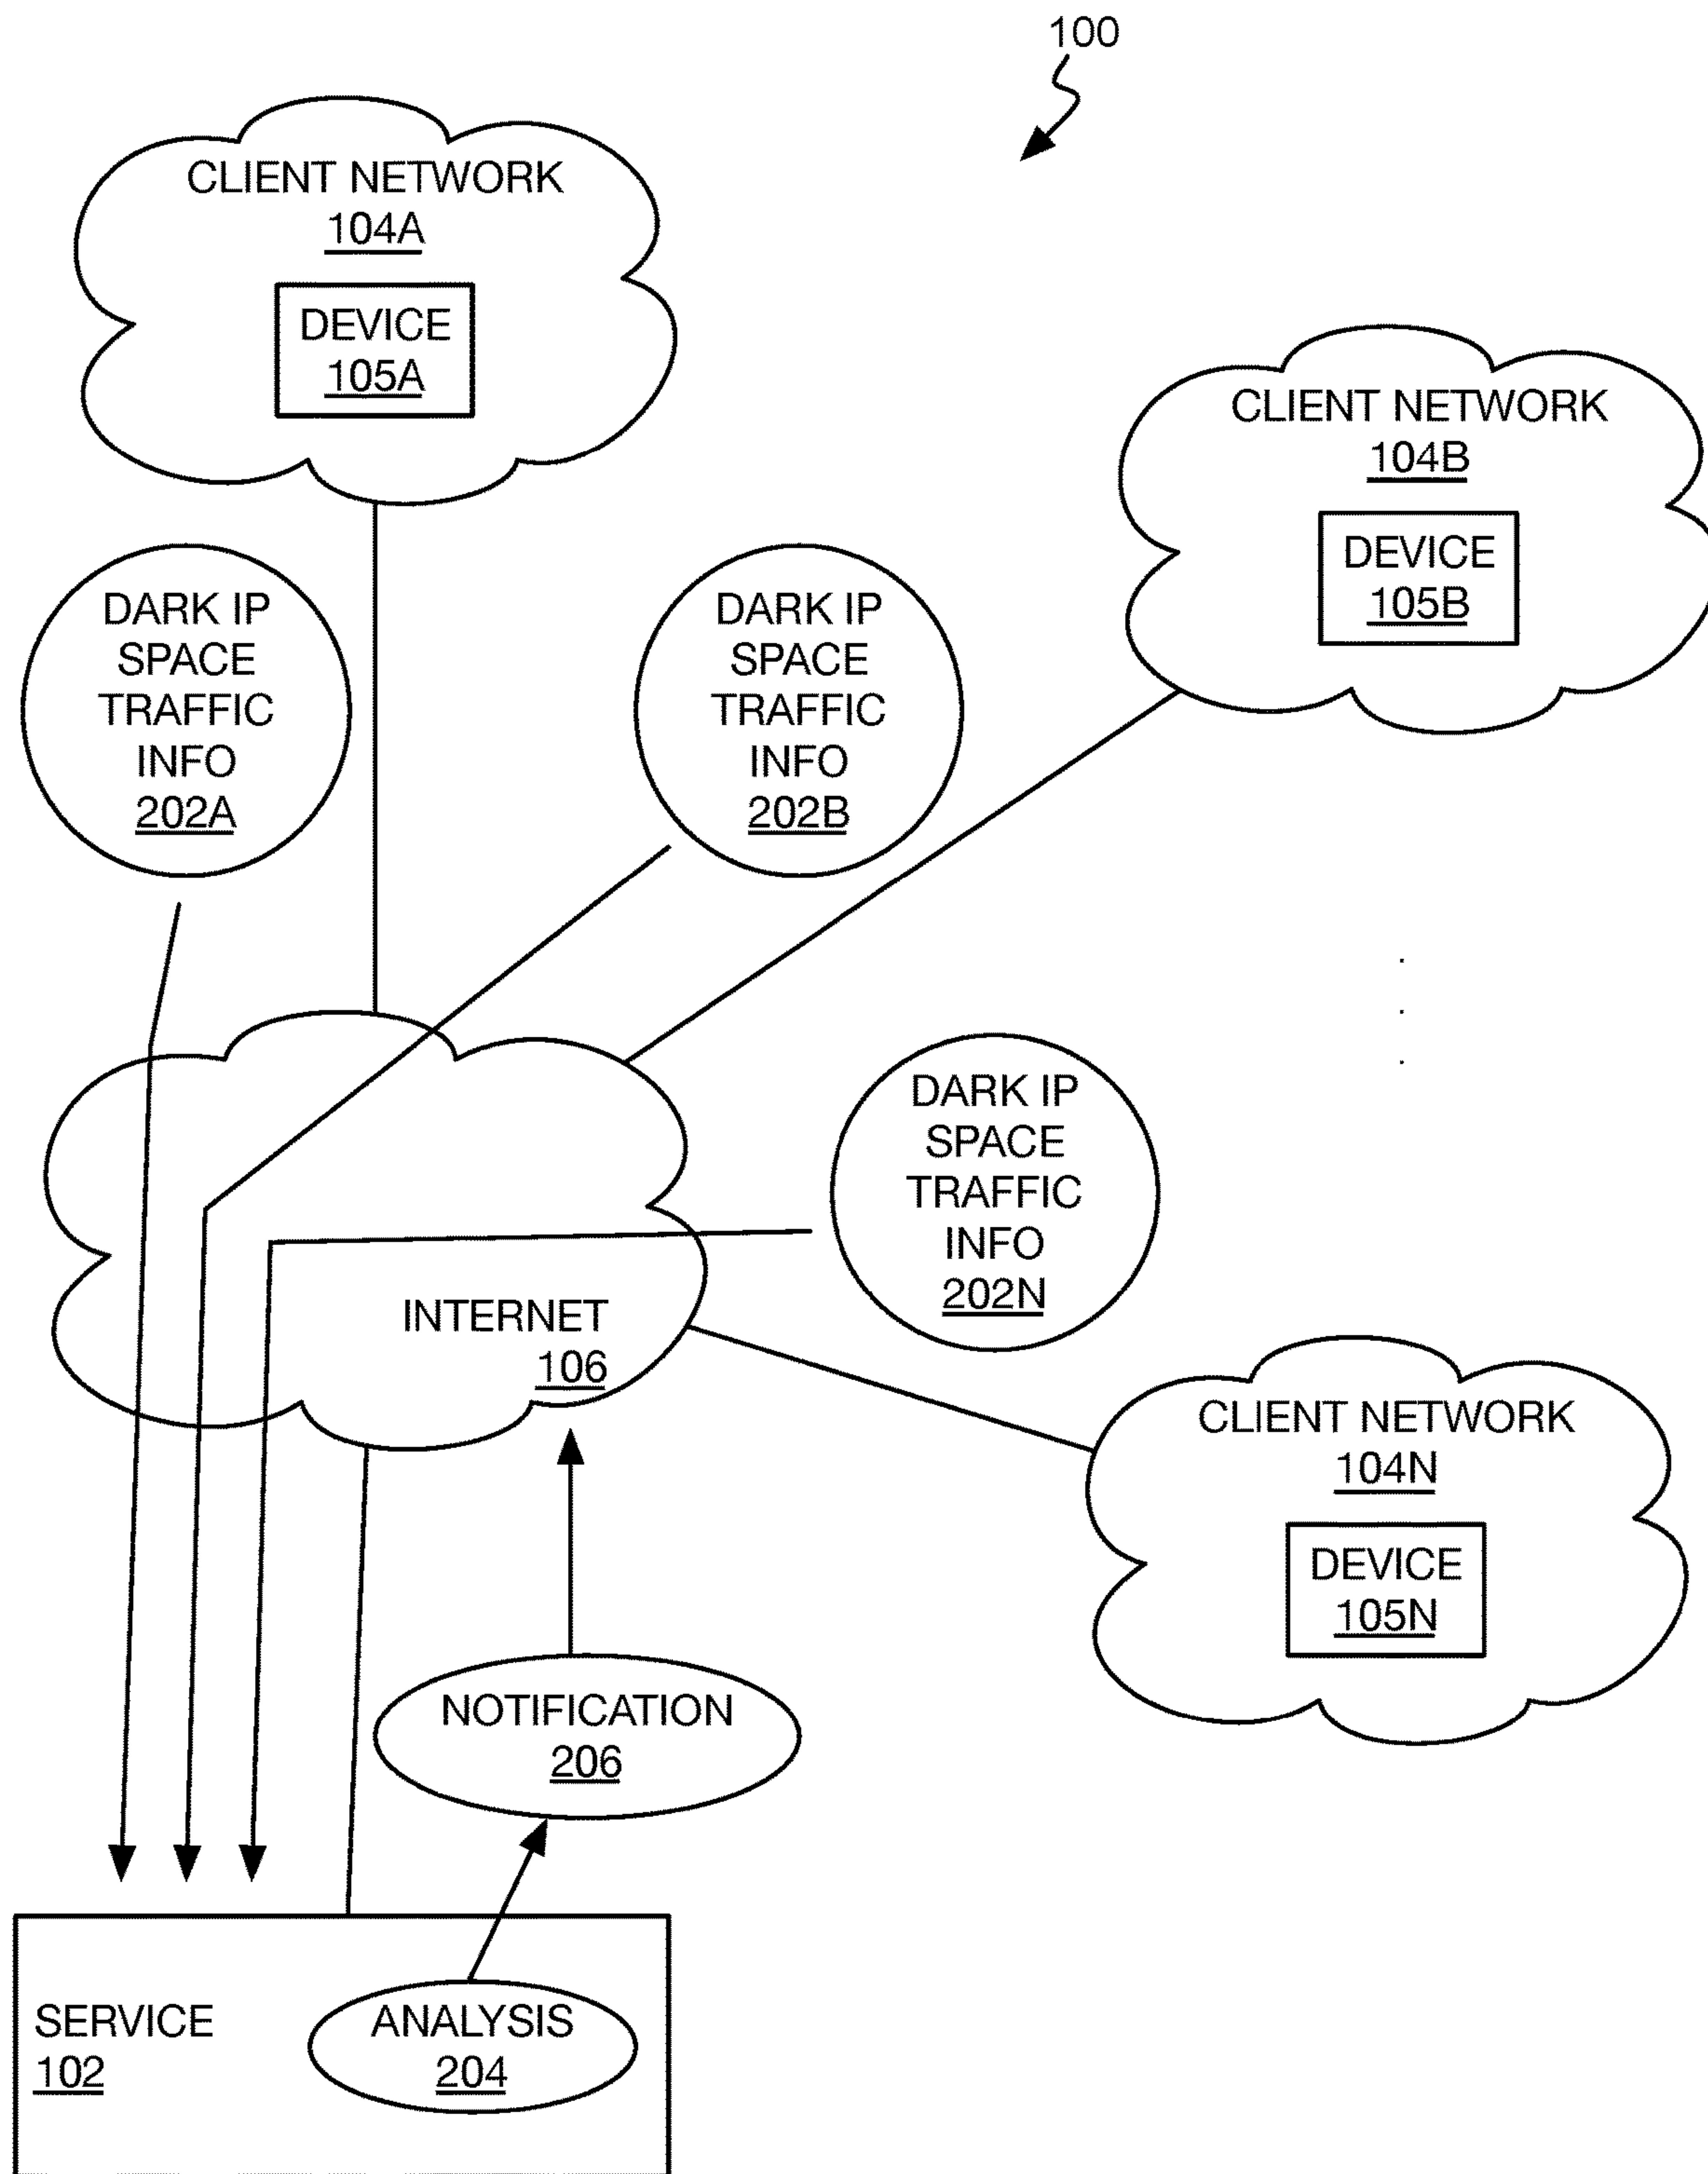 100
CLIENT NETWORK
104A
DEVICE
105A
CLIENT NETWORK
104B
DEVICE
105B
DARK IP
SPACE
TRAFFIC
INFO
202A
DARK IP
SPACE
TRAFFIC
INFO
202B
DARK IP
SPACE
TRAFFIC
INFO
202N
INTERNET
106
CLIENT NETWORK
104N
DEVICE
105N
NOTIFICATION
206
SERVICE
102
ANALYSIS
204